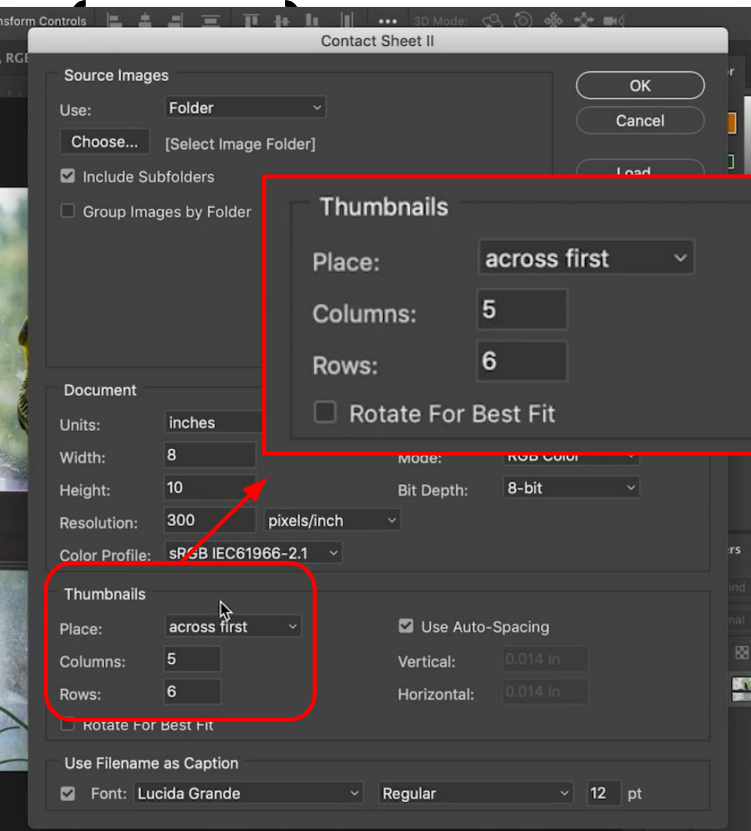 nsform Controls
3D Mode:
, RGB
Contact Sheet II
Source Images
Use: Folder
Choose... [Select Image Folder]
Include Subfolders
Group Images by Folder
OK
Cancel
Load
Thumbnails
Place: across first
Columns: 5
Rows: 6
Rotate For Best Fit
Document
Units: inches
Width: 8
Mode: RGB Color
Height: 10
Bit Depth: 8-bit
Resolution: 300 pixels/inch
Color Profile: sRGB IEC61966-2.1
Thumbnails
Place: across first
Use Auto-Spacing
Columns: 5
Vertical: 0.014 in
Rows: 6
Horizontal: 0.014 in
Rotate For Best Fit
Use Filename as Caption
Font: Lucida Grande Regular 12 pt